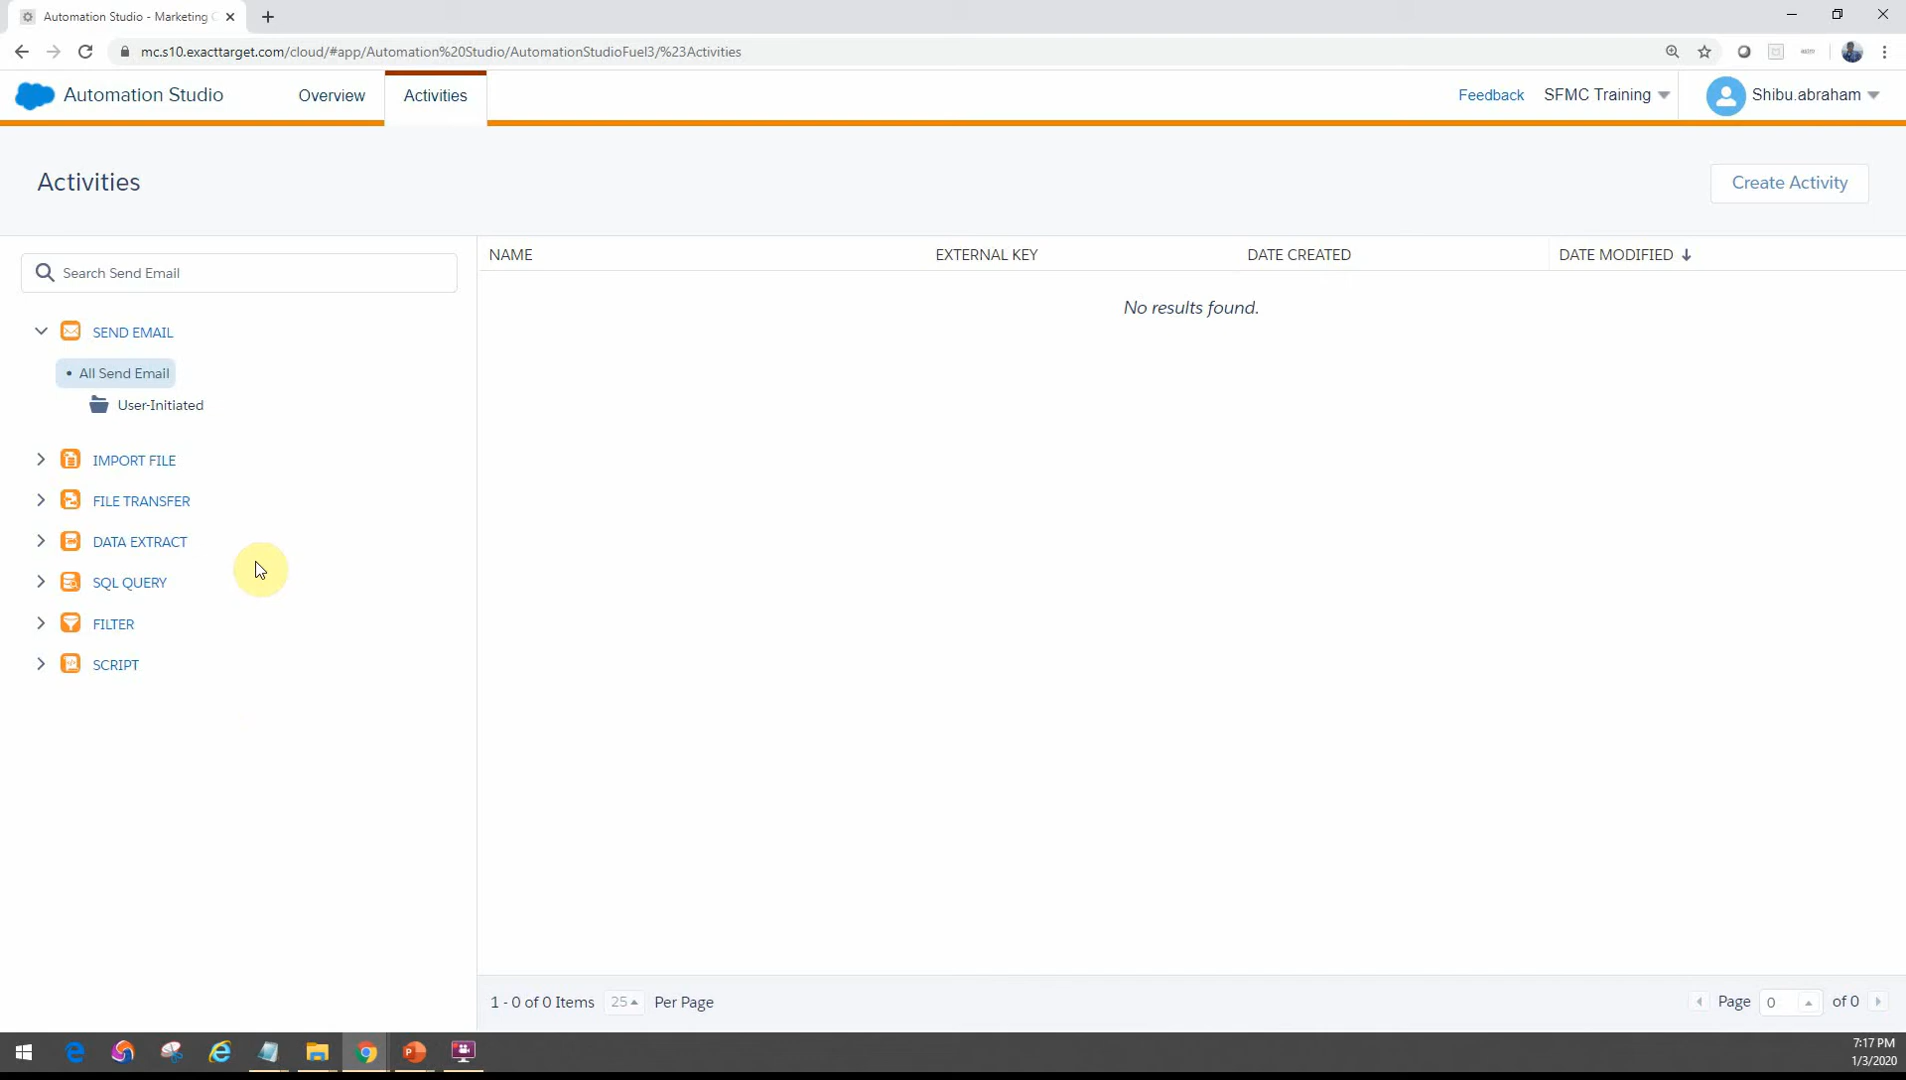 Automation Studio - Marketing C
mc.s10.exacttarget.com/cloud/#app/Automation%20Studio/AutomationStudioFuel3/%23Activities
Automation Studio
Overview
Activities
Feedback
SFMC Training
Shibu.abraham
Activities
Create Activity
Search Send Email
NAME
EXTERNAL KEY
DATE CREATED
DATE MODIFIED
No results found.
SEND EMAIL
All Send Email
User-Initiated
IMPORT FILE
FILE TRANSFER
DATA EXTRACT
SQL QUERY
FILTER
SCRIPT
1 - 0 of 0 Items
25
Per Page
Page
0
of 0
7:17 PM
1/3/2020